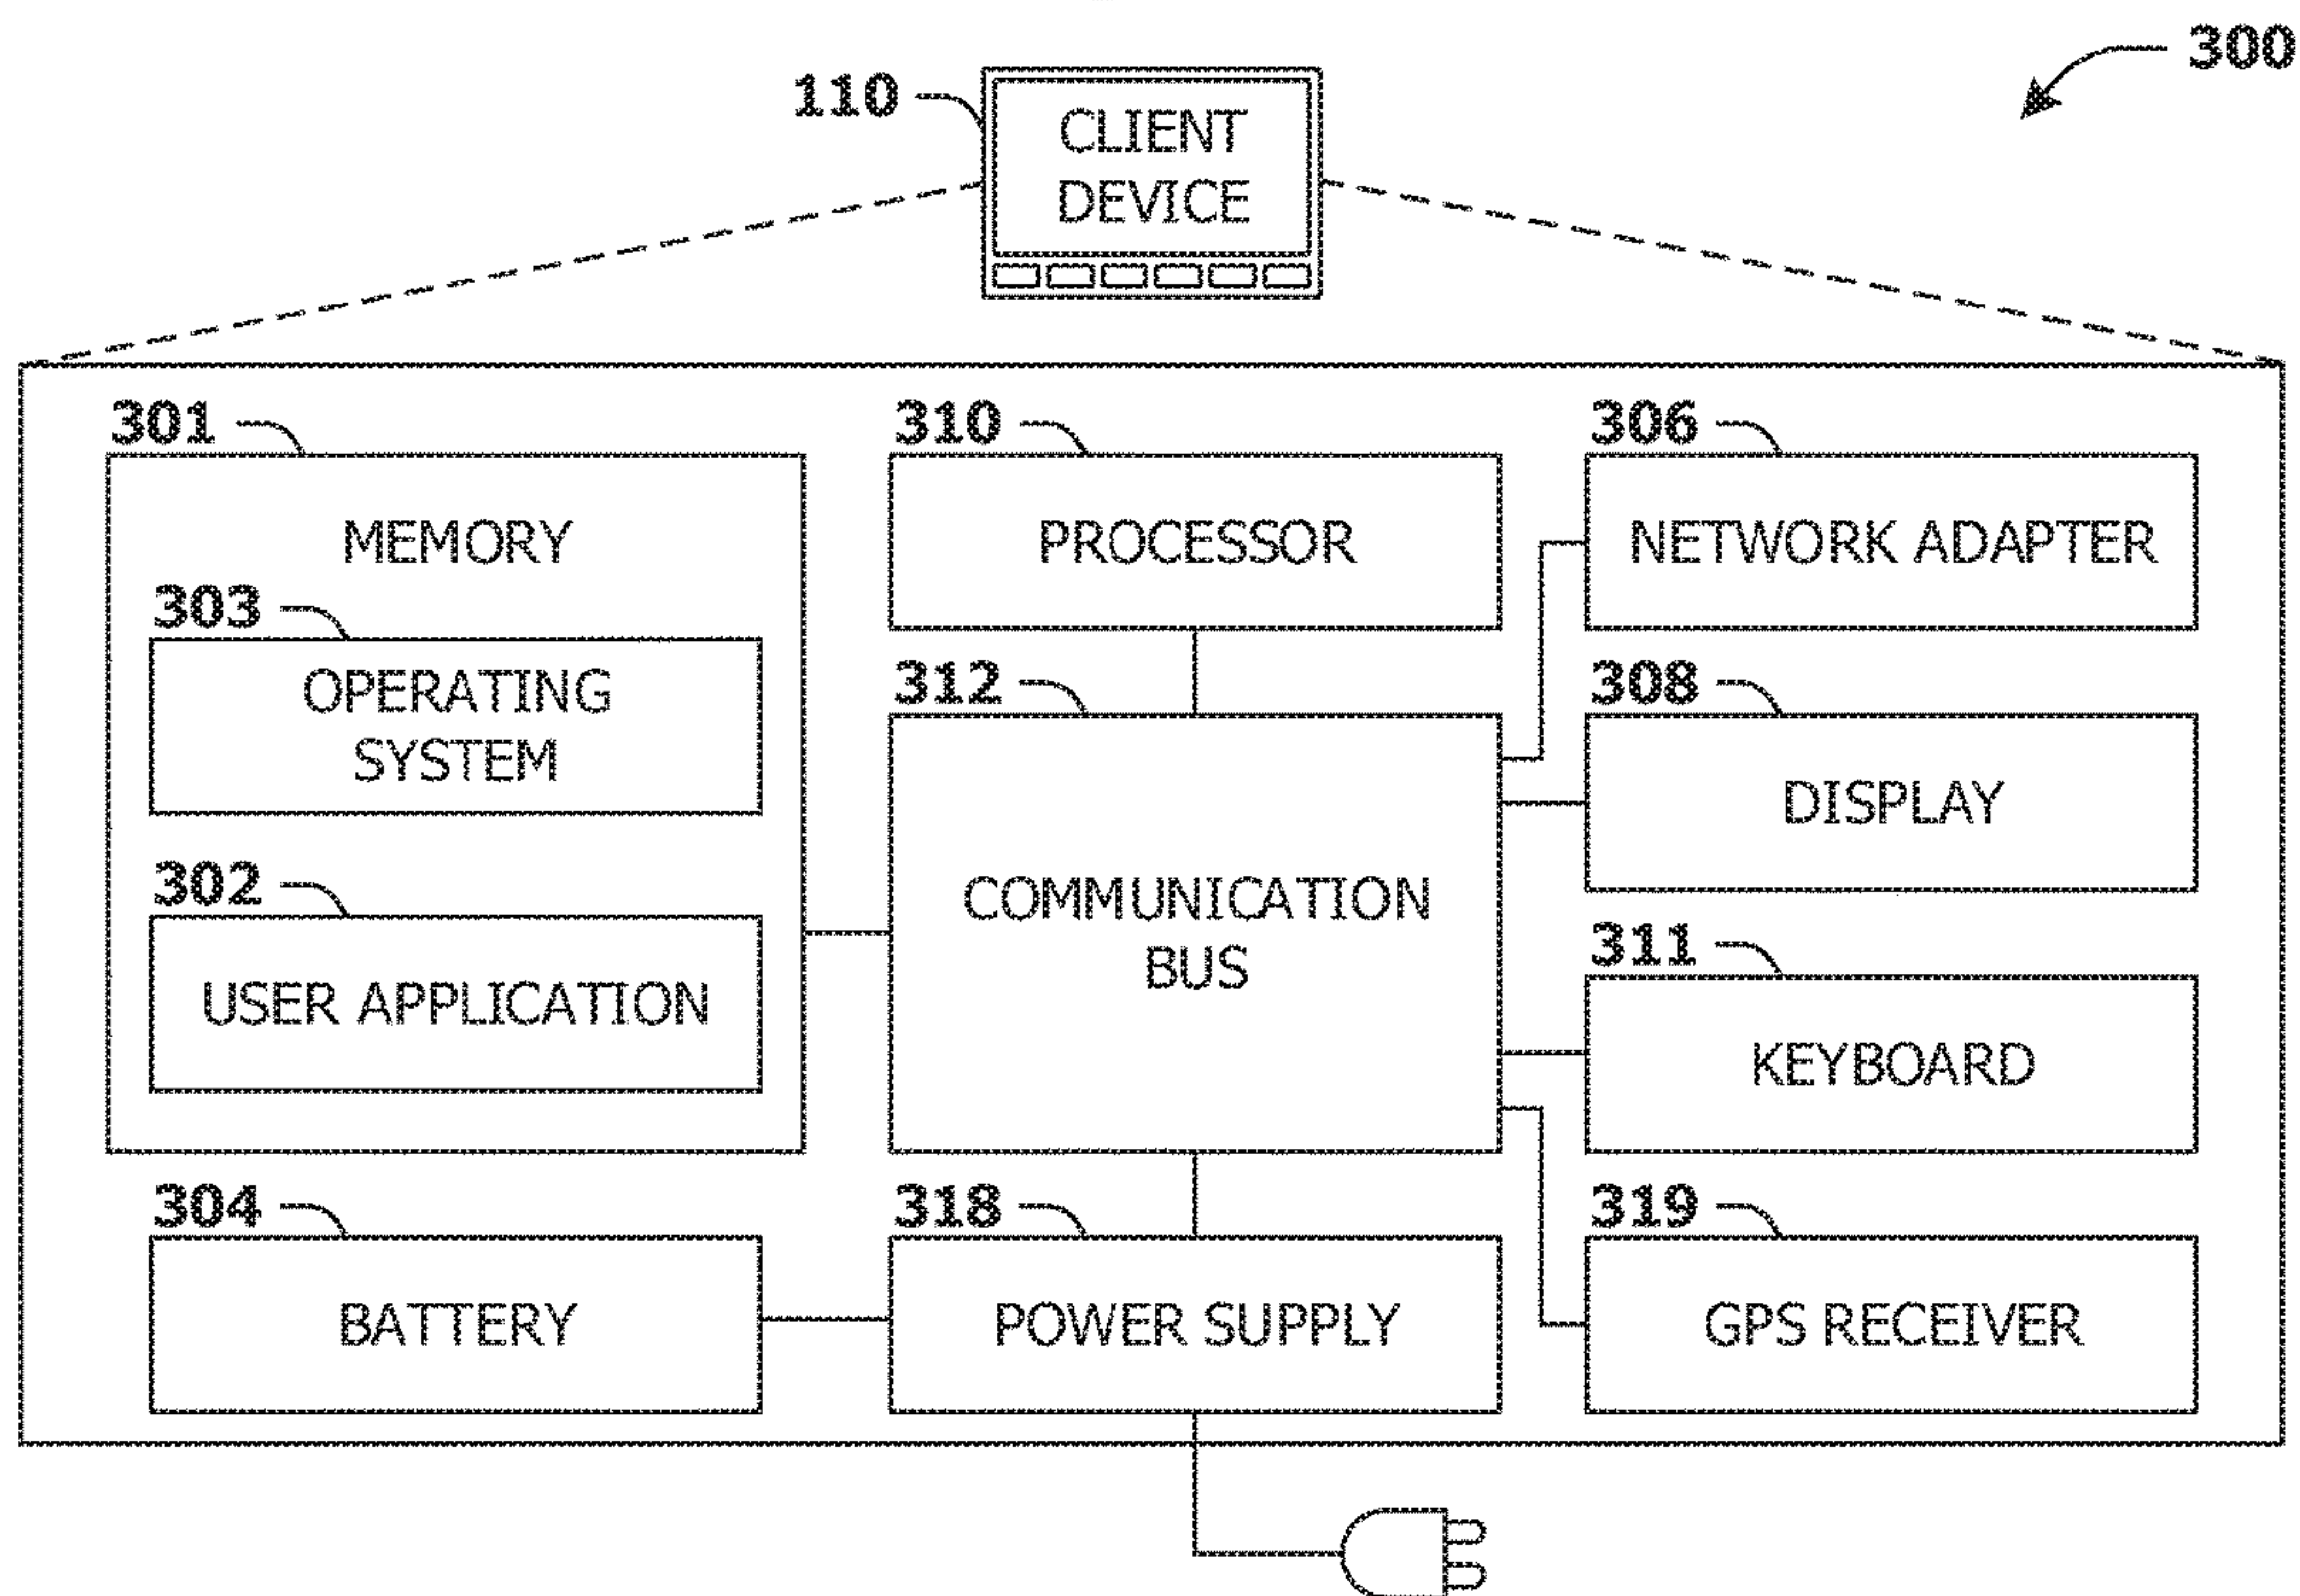 300
110
CLIENT
DEVICE
301
MEMORY
303
OPERATING
SYSTEM
302
USER APPLICATION
304
BATTERY
310
PROCESSOR
312
COMMUNICATION
BUS
318
POWER SUPPLY
306
NETWORK ADAPTER
308
DISPLAY
311
KEYBOARD
319
GPS RECEIVER